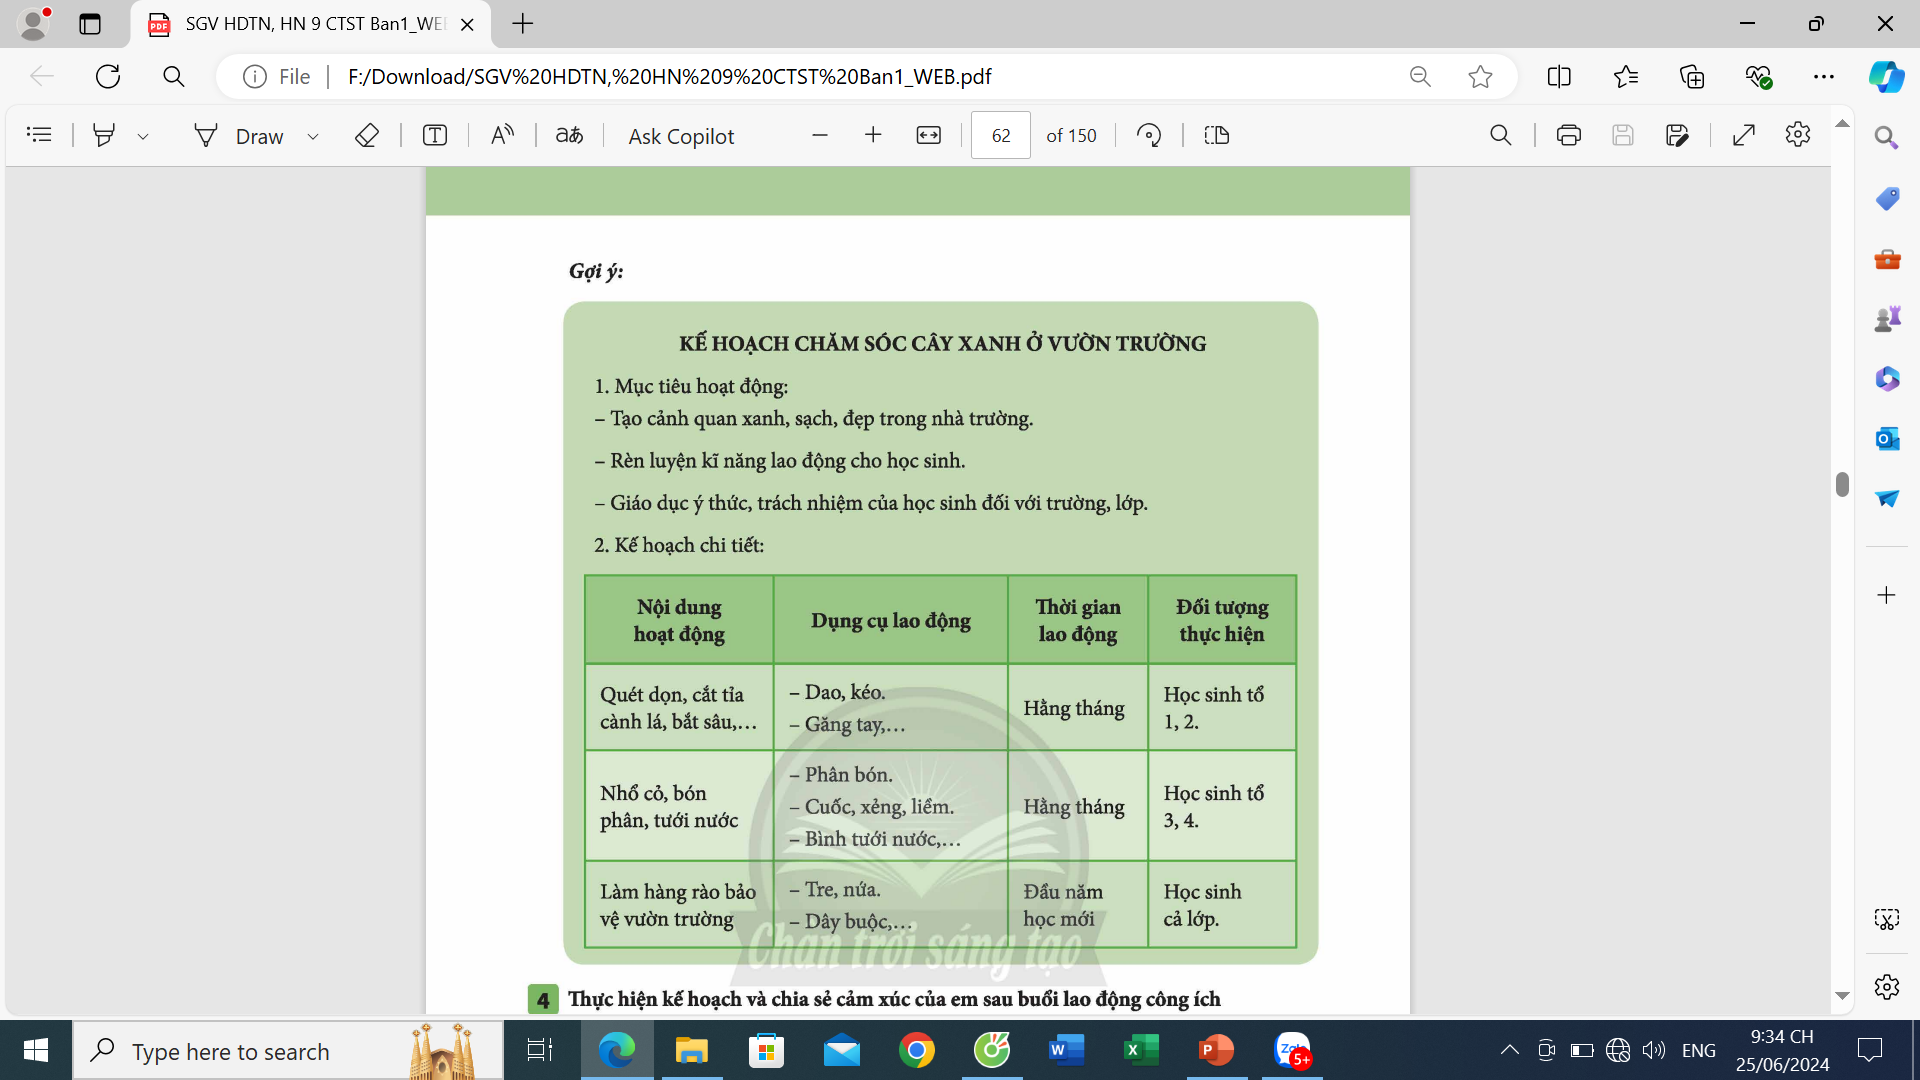 SGV HDTN, HN 9 CTST Ban1_WE
File
F:/Download/SGV%20HDTN,%20HN%209%20CTST%20Ban1_WEB.pdf
Draw
aあ
Ask Copilot
62
of 150
Gợi ý:
KẾ HOẠCH CHĂM SÓC CÂY XANH Ở VƯỜN TRƯỜNG
1. Mục tiêu hoạt động:
– Tạo cảnh quan xanh, sạch, đẹp trong nhà trường.
– Rèn luyện kĩ năng lao động cho học sinh.
– Giáo dục ý thức, trách nhiệm của học sinh đối với trường, lớp.
2. Kế hoạch chi tiết:
Nội dung
hoạt động
Dụng cụ lao động
Thời gian
lao động
Đối tượng
thực hiện
Quét dọn, cắt tỉa
cành lá, bắt sâu,…
– Dao, kéo.
– Găng tay,…
Hằng tháng
Học sinh tổ
1, 2.
Nhổ cỏ, bón
phân, tưới nước
– Phân bón.
– Cuốc, xẻng, liềm.
– Bình tưới nước,…
Hằng tháng
Học sinh tổ
3, 4.
Làm hàng rào bảo
vệ vườn trường
– Tre, nứa.
– Dây buộc,…
Đầu năm
học mới
Học sinh
cả lớp.
Chân trời sáng tạo
4 Thực hiện kế hoạch và chia sẻ cảm xúc của em sau buổi lao động công ích
Type here to search
5+
ENG
9:34 CH
25/06/2024